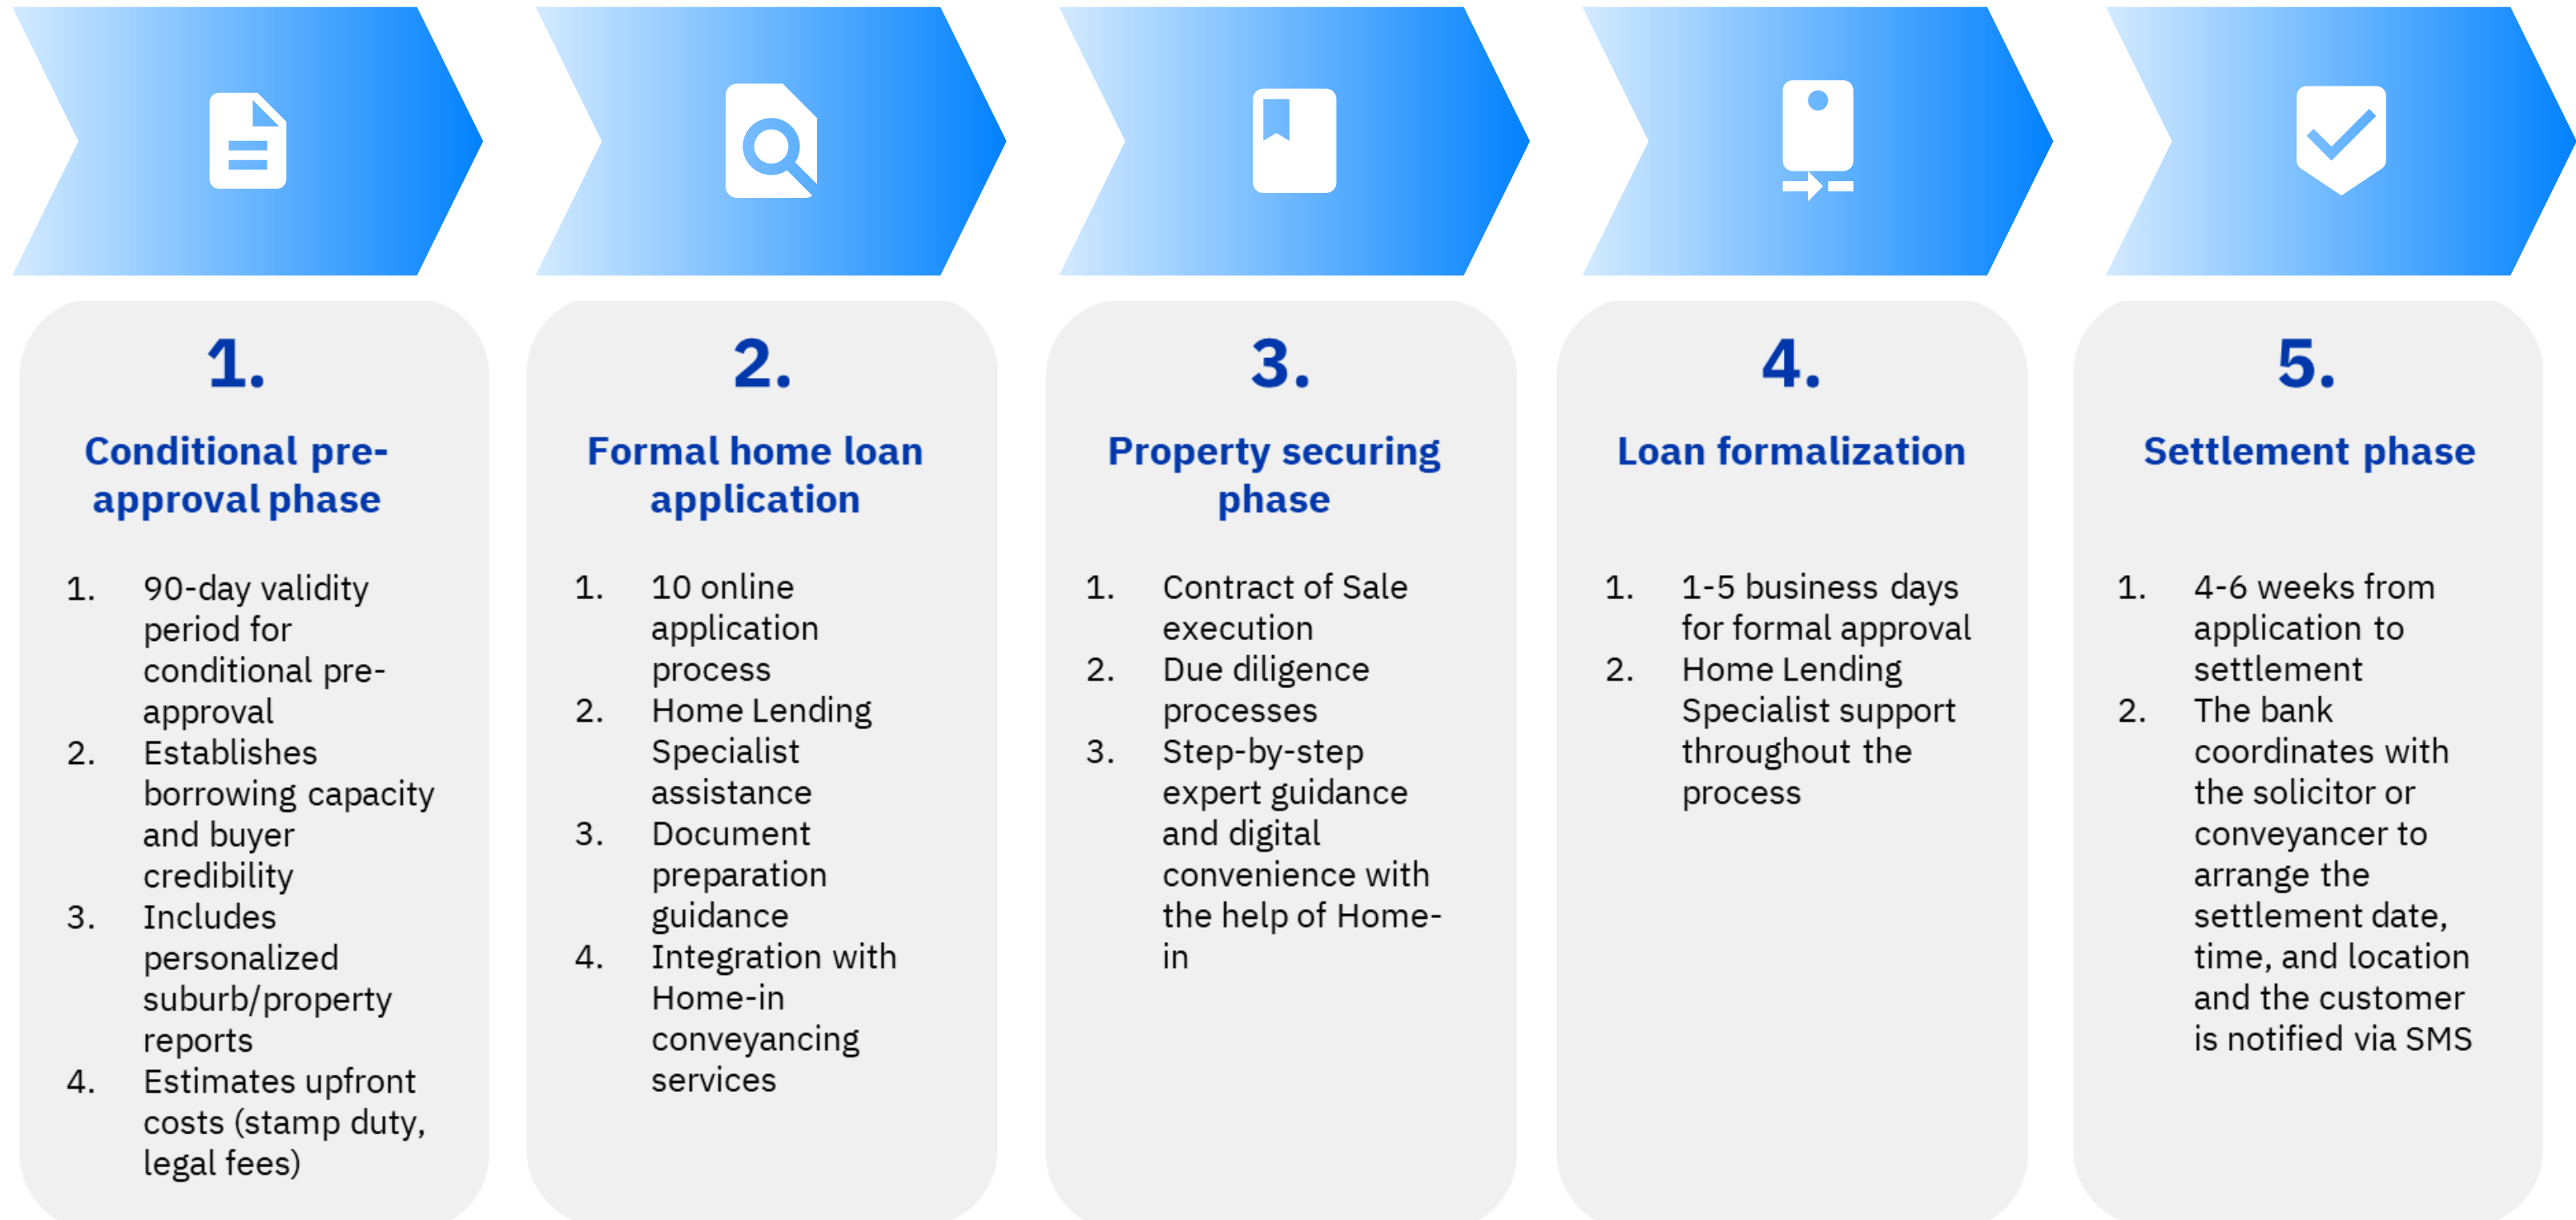 1.
Conditional pre-
approval phase
1. 90-day validity
period for
conditional pre-
approval
2. Establishes
borrowing capacity
and buyer
credibility
3. Includes
personalized
suburb/property
reports
4. Estimates upfront
costs (stamp duty,
legal fees)
2.
Formal home loan
application
1. 10 online
application
process
2. Home Lending
Specialist
assistance
3. Document
preparation
guidance
4. Integration with
Home-in
conveyancing
services
3.
Property securing
phase
1. Contract of Sale
execution
2. Due diligence
processes
3. Step-by-step
expert guidance
and digital
convenience with
the help of Home-
in
4.
Loan formalization
1. 1-5 business days
for formal approval
2. Home Lending
Specialist support
throughout the
process
5.
Settlement phase
1. 4-6 weeks from
application to
settlement
2. The bank
coordinates with
the solicitor or
conveyancer to
arrange the
settlement date,
time, and location
and the customer
is notified via SMS